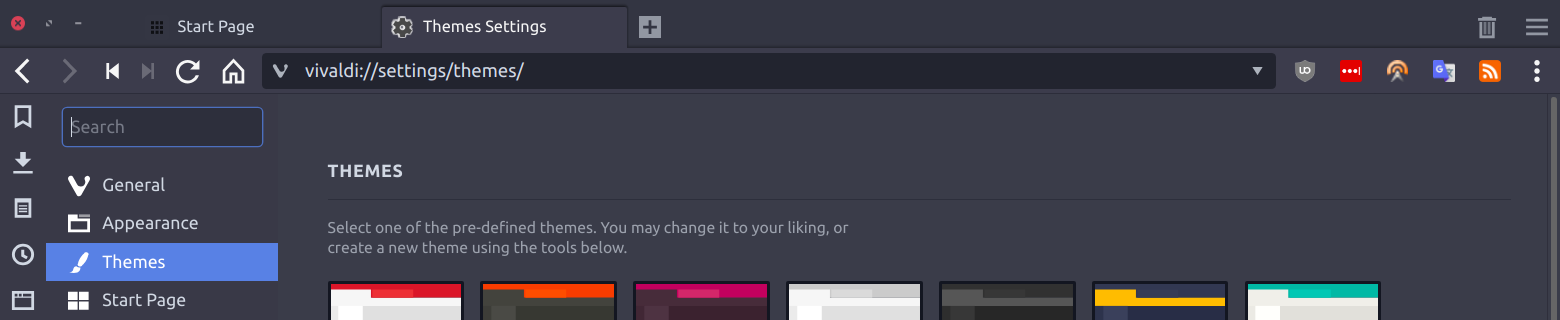 Start Page
Themes Settings
vivaldi://settings/themes/
Search
General
Appearance
Themes
Start Page
THEMES
Select one of the pre-defined themes. You may change it to your liking, or
create a new theme using the tools below.